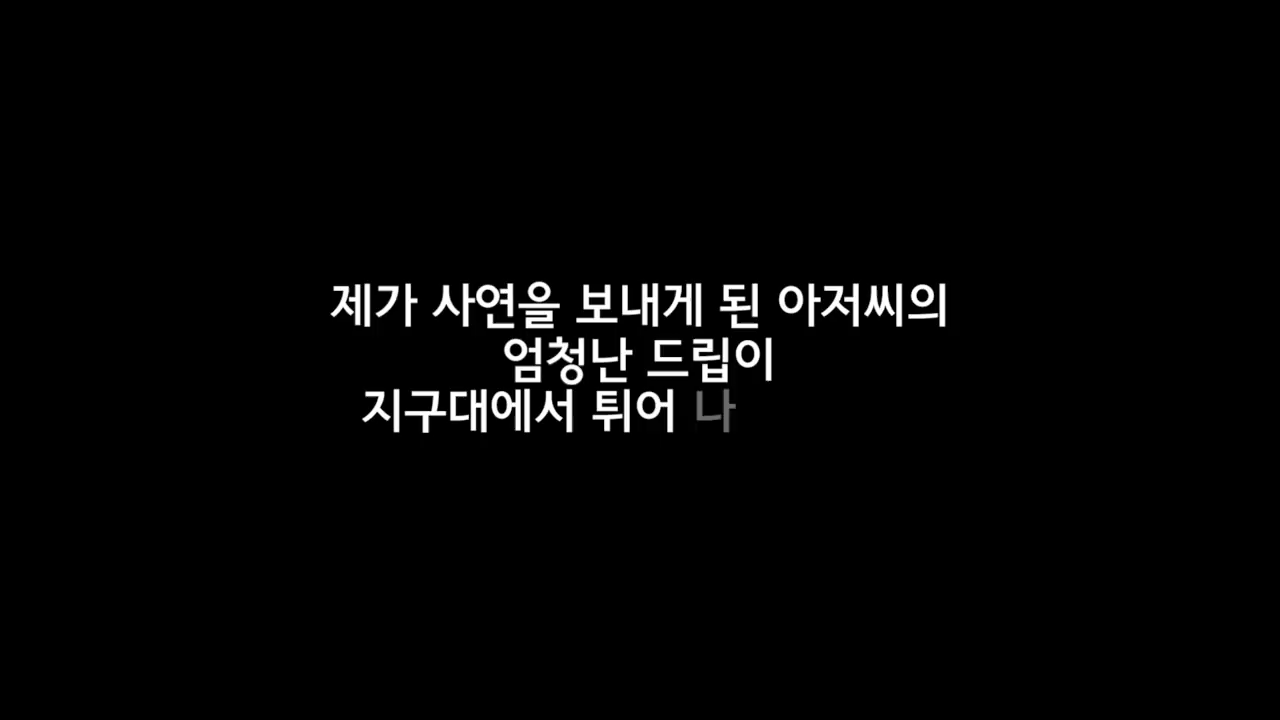 제가 사연을 보내게 된 아저씨의
엄청난 드립이
지구대에서 튀어 나